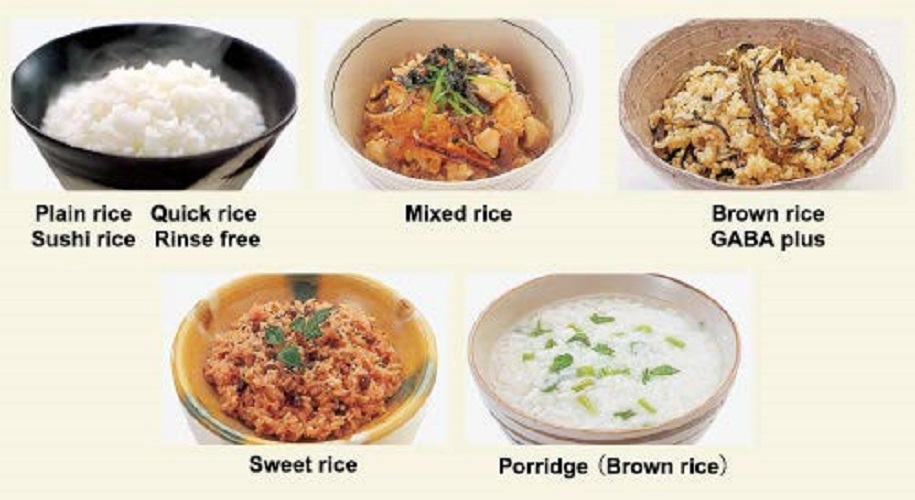 Plain rice Quick rice
Sushi rice Rinse free
Mixed rice
Brown rice
GABA plus
Sweet rice
Porridge (Brown rice)